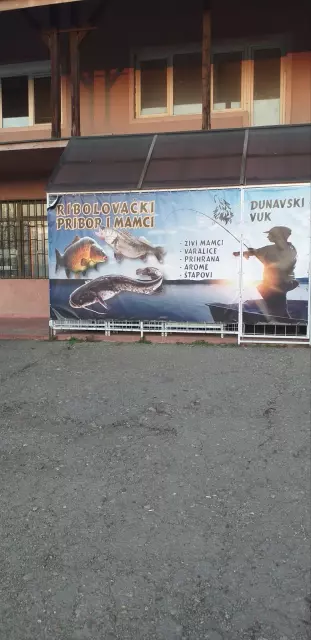 RIBOLOVACKI
PRIBOR I MAMCI
- ZIVI MAMCI
- VARALICE
- PRIHRANA
- AROME
- STAPOVI
DUNAVSKI
VUK